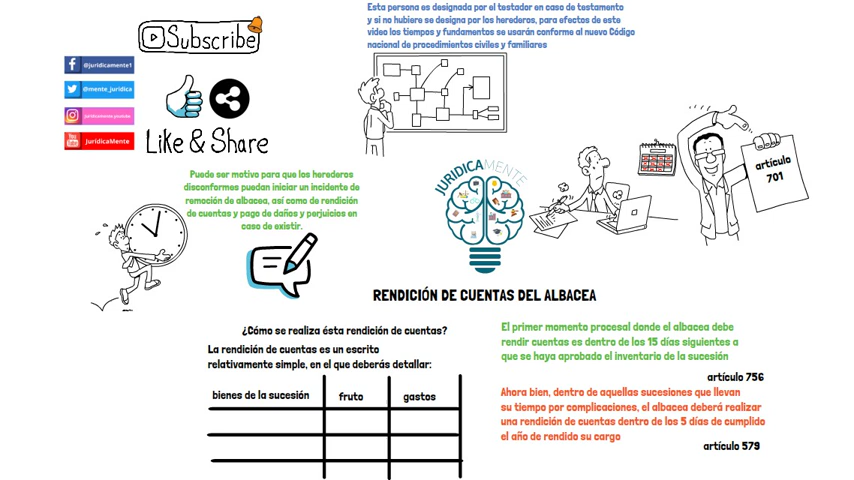 Esta persona es designada por el testador en caso de testamento
y si no hubiere se designa por los herederos, para efectos de este
video los tiempos y fundamentos se usarán conforme al nuevo Código
nacional de procedimientos civiles y familiares
Subscribe
@juridicamente1
@mente_juridica
JuridicaMente
Like & Share
Puede ser motivo para que los herederos
disconformes puedan iniciar un incidente de
remoción de albacea, así como de rendición
de cuentas y pago de daños y perjuicios en
caso de existir.
JURIDICAMENTE
artículo
701
RENDICIÓN DE CUENTAS DEL ALBACEA
¿Cómo se realiza ésta rendición de cuentas?
La rendición de cuentas es un escrito
relativamente simple, en el que deberás detallar:
bienes de la sucesión fruto gastos
El primer momento procesal donde el albacea debe
rendir cuentas es dentro de los 15 días siguientes a
que se haya aprobado el inventario de la sucesión
artículo 756
Ahora bien, dentro de aquellas sucesiones que llevan
su tiempo por complicaciones, el albacea deberá realizar
una rendición de cuentas dentro de los 5 días de cumplido
el año de rendido su cargo
artículo 579